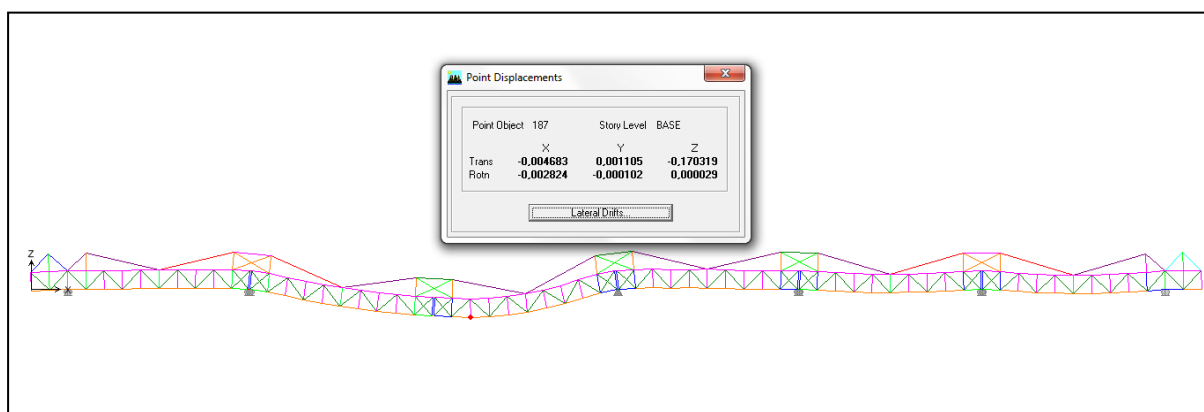 Point Displacements
Point Object 187 Story Level BASE
X Y Z
Trans -0,004683 0,001105 -0,170319
Rotn -0,002824 -0,000102 0,000029
Lateral Drifts...
Z
X